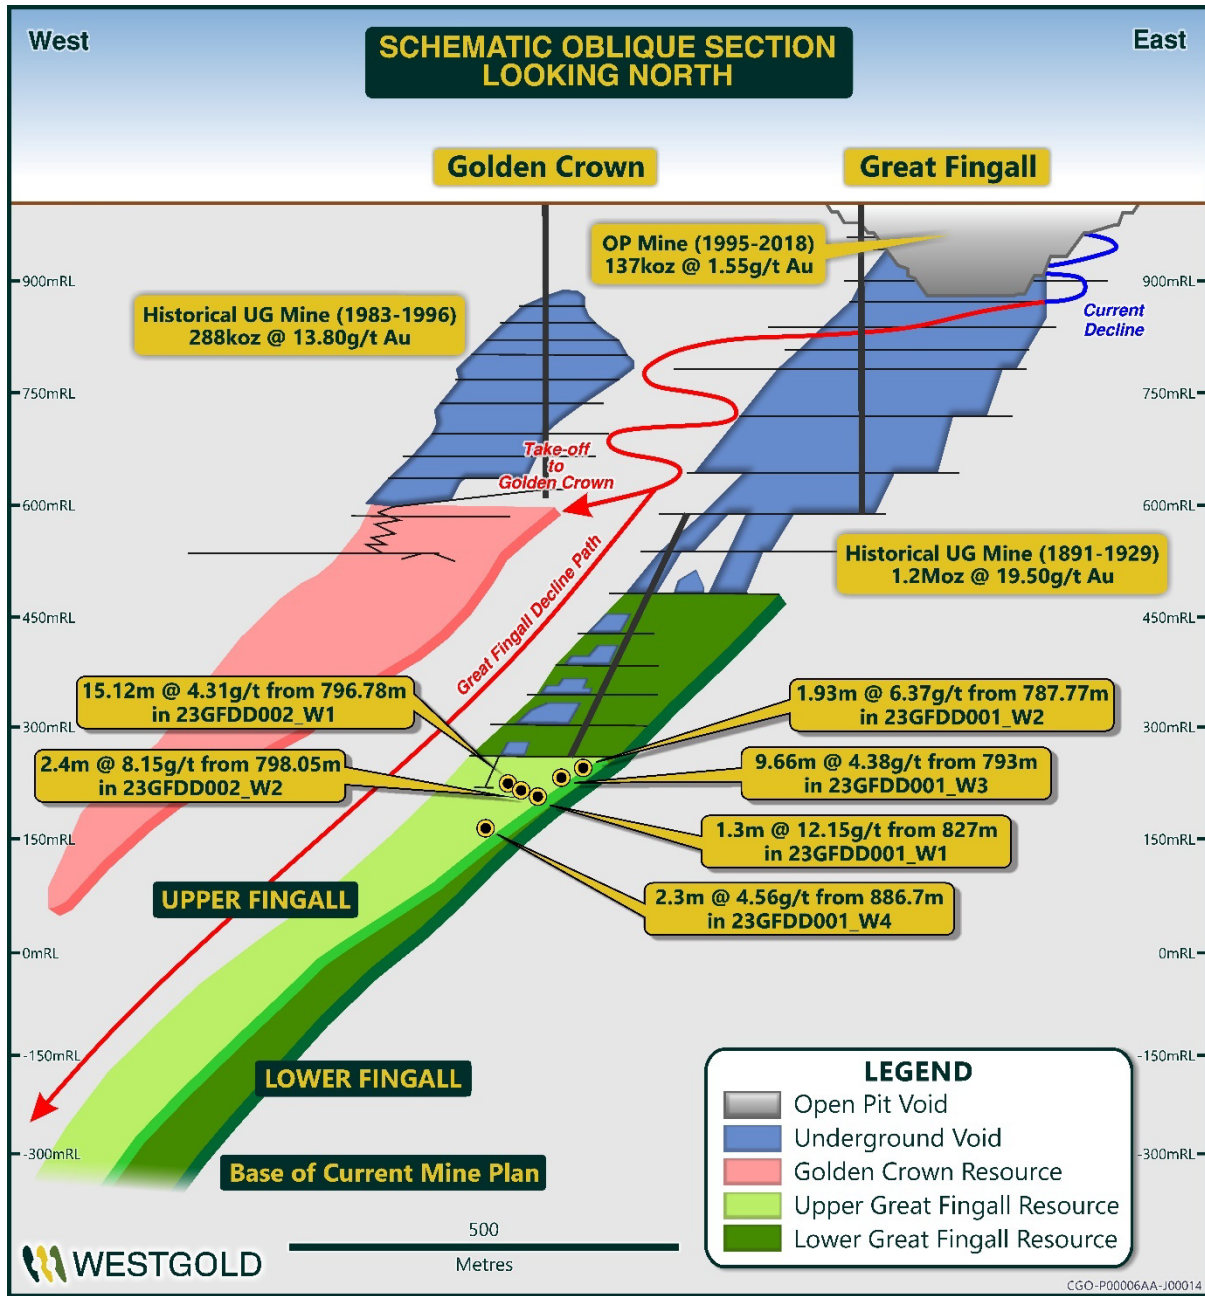 West
East
SCHEMATIC OBLIQUE SECTION
LOOKING NORTH
Golden Crown
Great Fingall
OP Mine (1995-2018)
137koz @ 1.55g/t Au
900mRL
900mRL
Historical UG Mine (1983-1996)
288koz @ 13.80g/t Au
Current
Decline
750mRL
750mRL
Take-off
to
Golden Crown
600mRL
600mRL
Historical UG Mine (1891-1929)
1.2Moz @ 19.50g/t Au
Great Fingall Decline Path
450mRL
450mRL
15.12m @ 4.31g/t from 796.78m
in 23GFDD002_W1
1.93m @ 6.37g/t from 787.77m
in 23GFDD001_W2
300mRL
300mRL
2.4m @ 8.15g/t from 798.05m
in 23GFDD002_W2
9.66m @ 4.38g/t from 793m
in 23GFDD001_W3
150mRL
150mRL
1.3m @ 12.15g/t from 827m
in 23GFDD001_W1
2.3m @ 4.56g/t from 886.7m
in 23GFDD001_W4
UPPER FINGALL
0mRL
0mRL
-150mRL
-150mRL
LOWER FINGALL
-300mRL
-300mRL
Base of Current Mine Plan
LEGEND
Open Pit Void
Underground Void
Golden Crown Resource
Upper Great Fingall Resource
Lower Great Fingall Resource
500
Metres
WESTGOLD
CGO-P00006AA-J00014